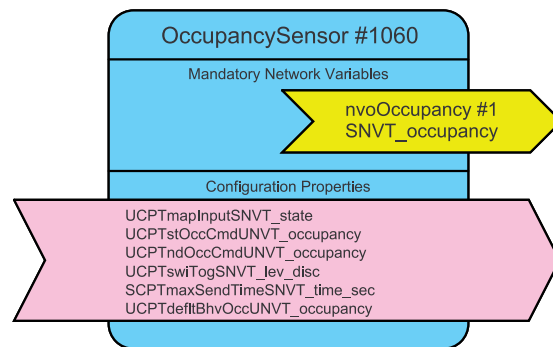 OccupancySensor #1060
Mandatory Network Variables
nvoOccupancy #1
SNVT_occupancy
Configuration Properties
UCPTmapInputSNVT_state
UCPTstOccCmdUNVT_occupancy
UCPTndOccCmdUNVT_occupancy
UCPTswiTogSNVT_lev_disc
SCPTmaxSendTimeSNVT_time_sec
UCPTdefltBhvOccUNVT_occupancy